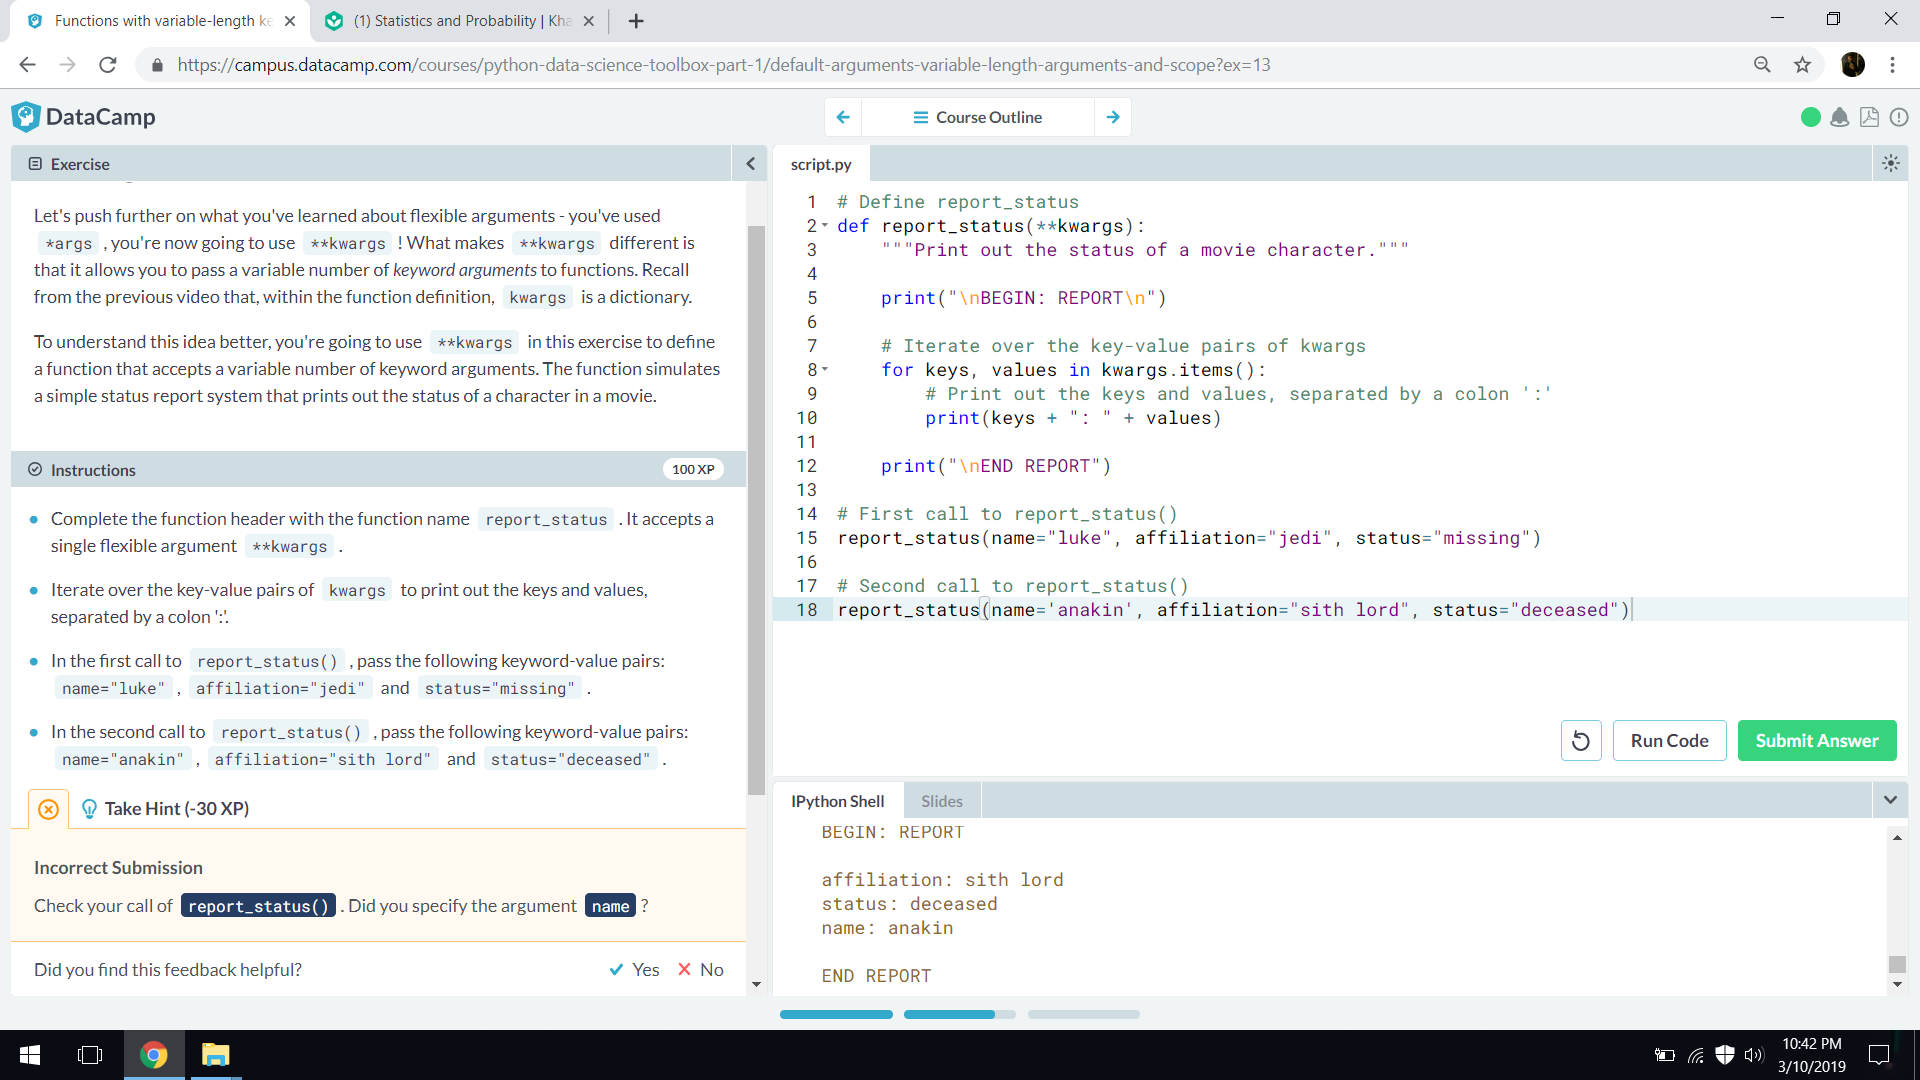 Functions with variable-length ke
(1) Statistics and Probability | Kha
https://campus.datacamp.com/courses/python-data-science-toolbox-part-1/default-arguments-variable-length-arguments-and-scope?ex=13
DataCamp
Course Outline
Exercise
Let's push further on what you've learned about flexible arguments - you've used
*args , you're now going to use **kwargs ! What makes **kwargs different is
that it allows you to pass a variable number of keyword arguments to functions. Recall
from the previous video that, within the function definition, kwargs is a dictionary.
To understand this idea better, you're going to use **kwargs in this exercise to define
a function that accepts a variable number of keyword arguments. The function simulates
a simple status report system that prints out the status of a character in a movie.
Instructions
100 XP
Complete the function header with the function name report_status . It accepts a
single flexible argument **kwargs .
Iterate over the key-value pairs of kwargs to print out the keys and values,
separated by a colon ':'.
In the first call to report_status() , pass the following keyword-value pairs:
name="luke" , affiliation="jedi" and status="missing" .
In the second call to report_status() , pass the following keyword-value pairs:
name="anakin" , affiliation="sith lord" and status="deceased" .
Take Hint (-30 XP)
Incorrect Submission
Check your call of report_status() . Did you specify the argument name ?
Did you find this feedback helpful?
Yes
No
script.py
1 # Define report_status
2 def report_status(**kwargs):
3 """Print out the status of a movie character."""
4
5 print("\nBEGIN: REPORT\n")
6
7 # Iterate over the key-value pairs of kwargs
8 for keys, values in kwargs.items():
9 # Print out the keys and values, separated by a colon ':'
10 print(keys + ": " + values)
11
12 print("\nEND REPORT")
13
14 # First call to report_status()
15 report_status(name="luke", affiliation="jedi", status="missing")
16
17 # Second call to report_status()
18 report_status(name='anakin', affiliation="sith lord", status="deceased")
Run Code
Submit Answer
IPython Shell
Slides
BEGIN: REPORT
affiliation: sith lord
status: deceased
name: anakin
END REPORT
10:42 PM
3/10/2019